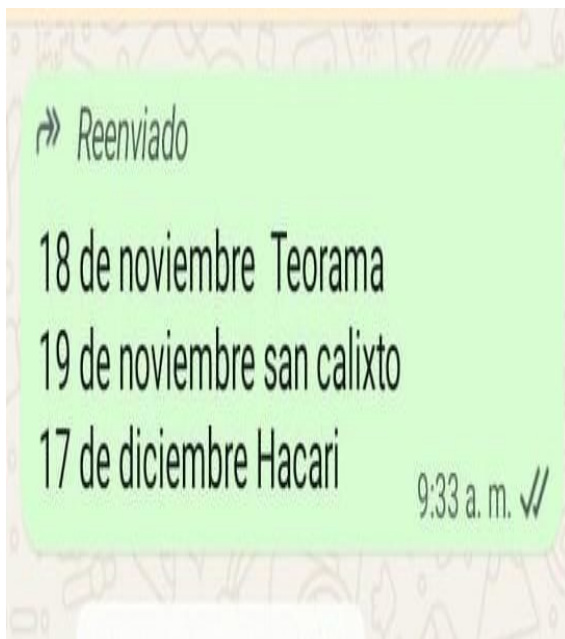 Reenviado
18 de noviembre Teorama
19 de noviembre san calixto
17 de diciembre Hacari
9:33 a. m.